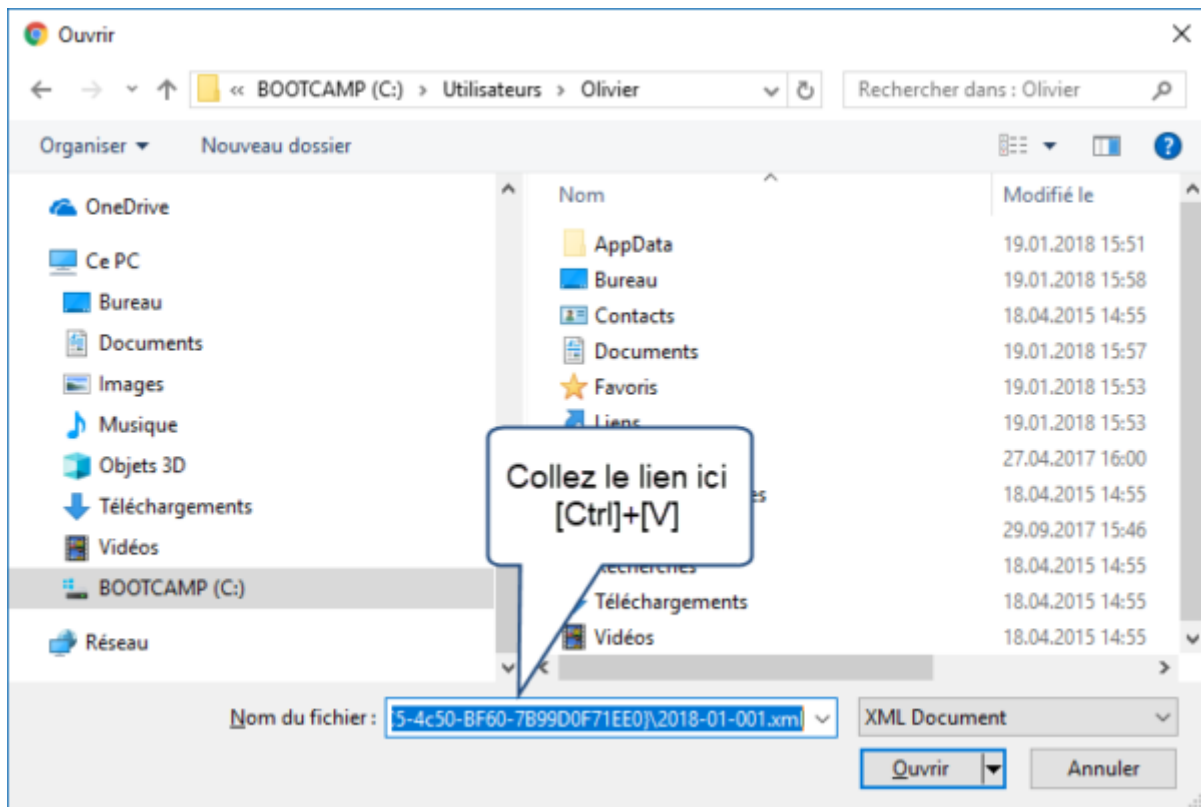 Ouvrir
« BOOTCAMP (C:) › Utilisateurs › Olivier
Rechercher dans : Olivier
Organiser
Nouveau dossier
Nom
Modifié le
OneDrive
Ce PC
Bureau
Documents
Images
Musique
Objets 3D
Téléchargements
Vidéos
BOOTCAMP (C:)
Réseau
AppData 19.01.2018 15:51
Bureau 19.01.2018 15:58
Contacts 18.04.2015 14:55
Documents 19.01.2018 15:57
Favoris 19.01.2018 15:53
Liens 19.01.2018 15:53
27.04.2017 16:00
18.04.2015 14:55
29.09.2017 15:46
Recherches 18.04.2015 14:55
Téléchargements 18.04.2015 14:55
Vidéos 18.04.2015 14:55
Collez le lien ici
[Ctrl]+[V]
Nom du fichier : 5-4c50-BF60-7B99D0F71EE0}\2018-01-001.xml
XML Document
Ouvrir
Annuler